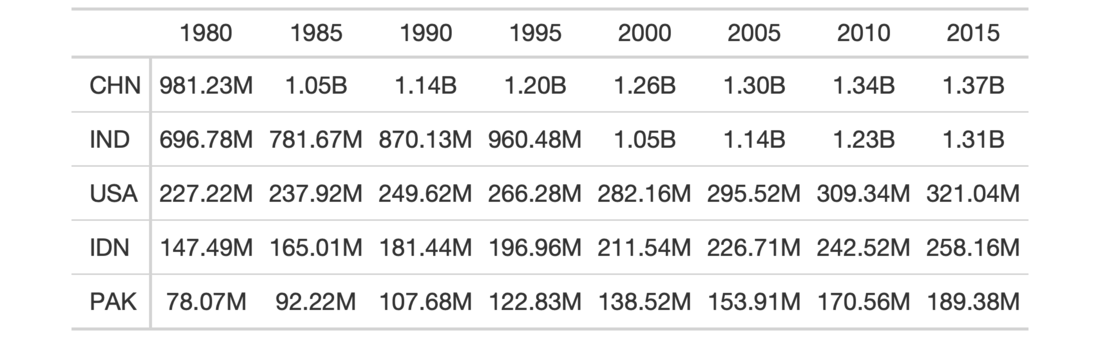 1980 1985 1990 1995 2000 2005 2010 2015
CHN 981.23M 1.05B 1.14B 1.20B 1.26B 1.30B 1.34B 1.37B
IND 696.78M 781.67M 870.13M 960.48M 1.05B 1.14B 1.23B 1.31B
USA 227.22M 237.92M 249.62M 266.28M 282.16M 295.52M 309.34M 321.04M
IDN 147.49M 165.01M 181.44M 196.96M 211.54M 226.71M 242.52M 258.16M
PAK 78.07M 92.22M 107.68M 122.83M 138.52M 153.91M 170.56M 189.38M